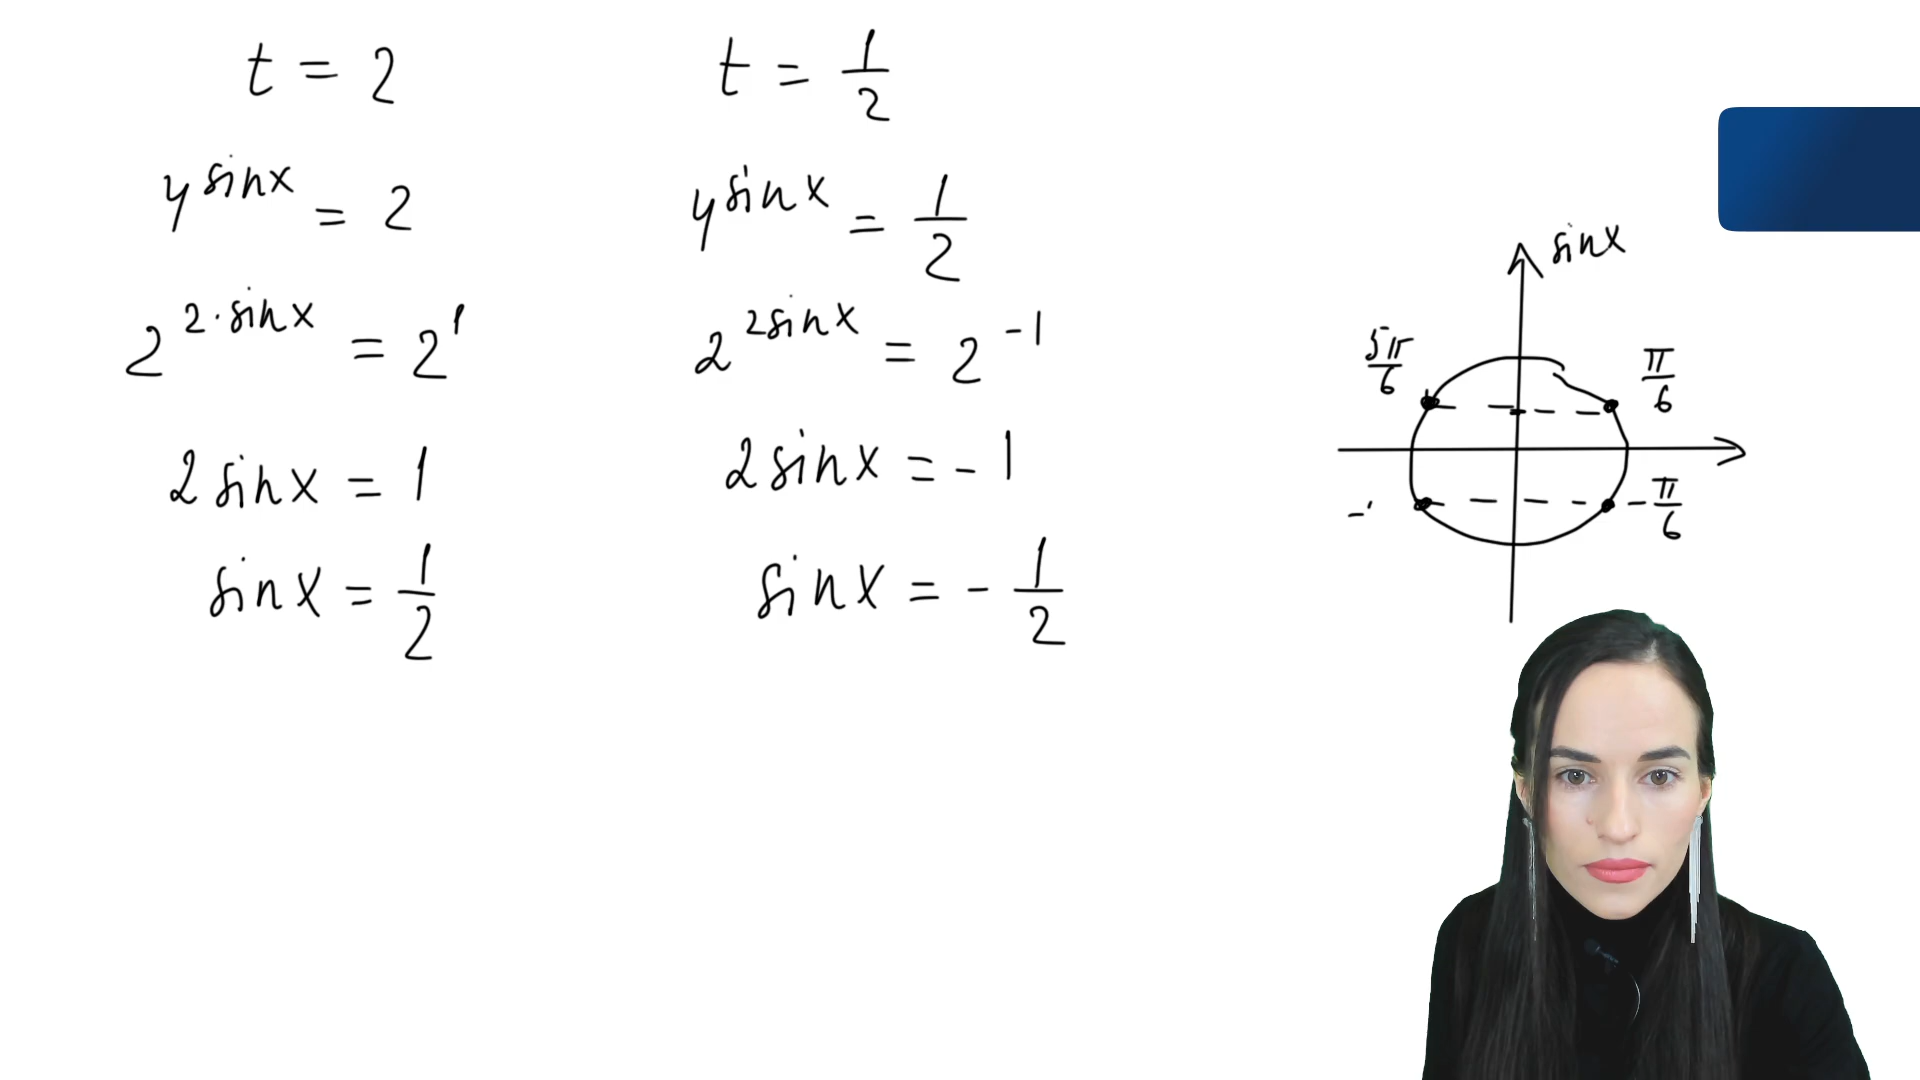 t = 2
4^{sinx} = 2
2^{2·sinx} = 2^1
2sinx = 1
sinx = 1/2
t = 1/2
4^{sinx} = 1/2
2^{2sinx} = 2^{-1}
2sinx = -1
sinx = -1/2
sinx
5π/6
π/6
-'
-π/6